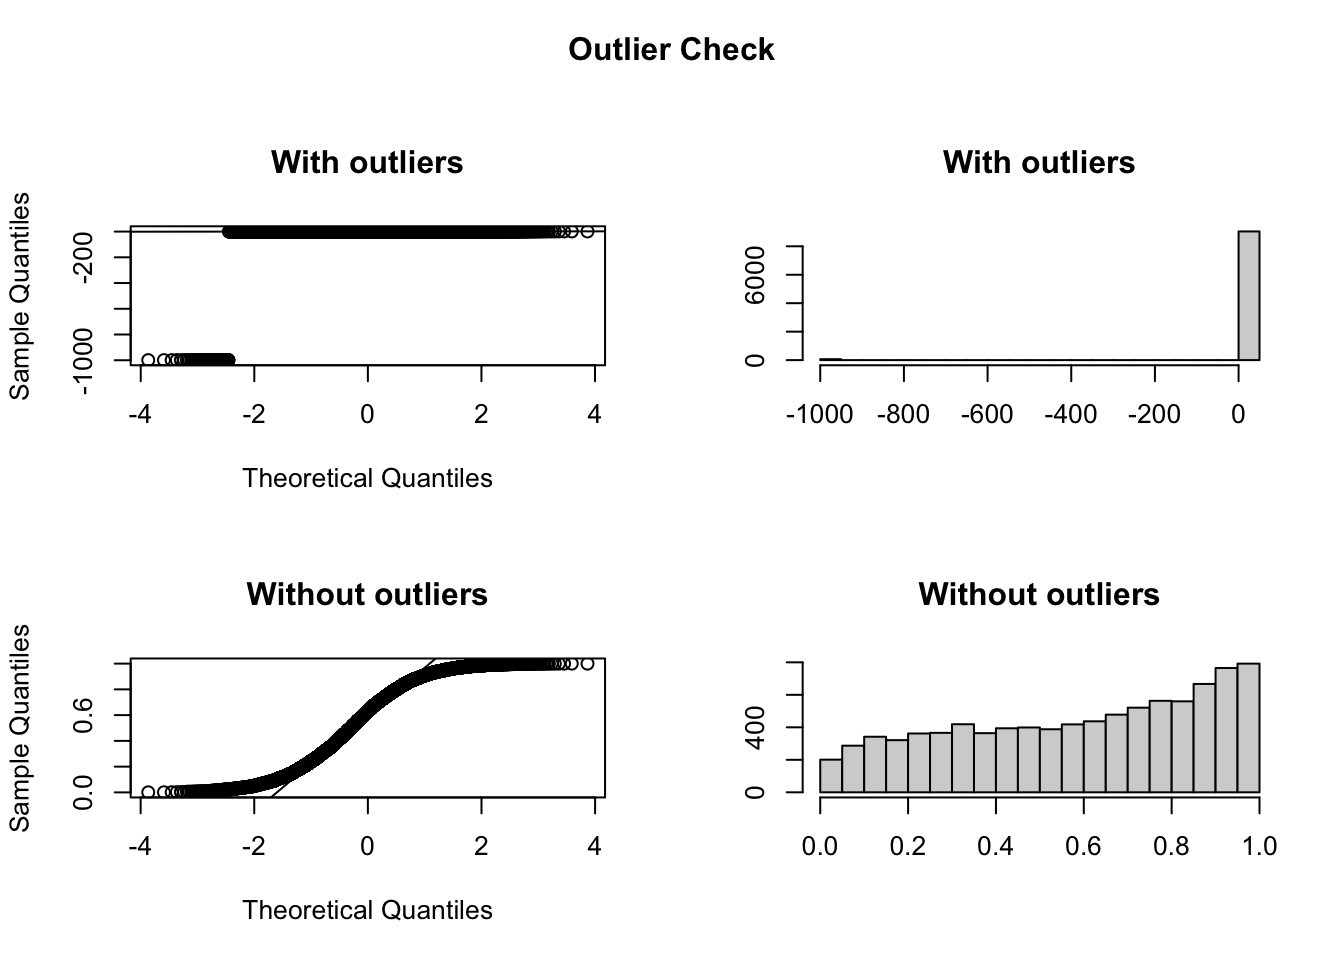 Outlier Check
With outliers
Sample Quantiles
-200
-1000
-4 -2 0 2 4
Theoretical Quantiles
With outliers
6000
0
-1000 -800 -600 -400 -200 0
Without outliers
Sample Quantiles
0.6
0.0
-4 -2 0 2 4
Theoretical Quantiles
Without outliers
400
0
0.0 0.2 0.4 0.6 0.8 1.0